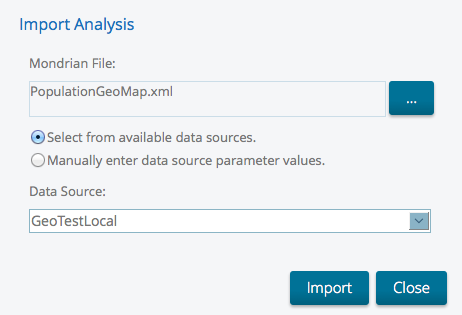 Import Analysis
Mondrian File:
PopulationGeoMap.xml
...
Select from available data sources.
Manually enter data source parameter values.
Data Source:
GeoTestLocal
Import Close